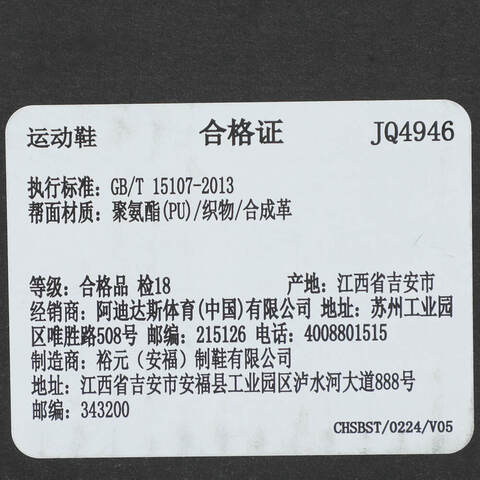 运动鞋 合格证 JQ4946
执行标准: GB/T 15107-2013
帮面材质: 聚氨酯(PU)/织物/合成革
等级: 合格品 检18 产地: 江西省吉安市
经销商: 阿迪达斯体育(中国)有限公司 地址: 苏州工业园
区唯胜路508号 邮编: 215126 电话: 4008801515
制造商: 裕元(安福)制鞋有限公司
地址: 江西省吉安市安福县工业园区泸水河大道888号
邮编: 343200
CHSBST/0224/V05